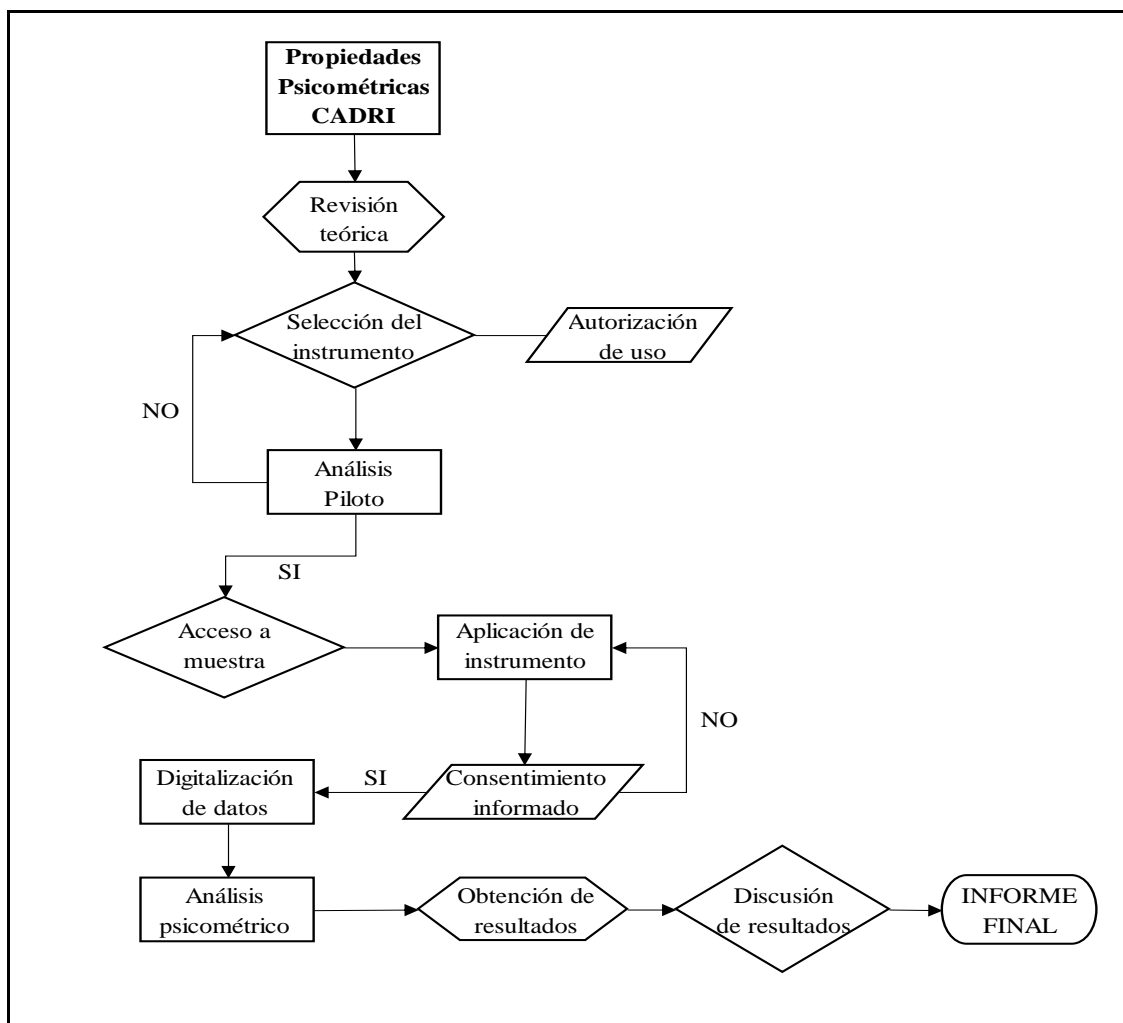 Propiedades
Psicométricas
CADRI
Revisión
teórica
Selección del
instrumento
Autorización
de uso
NO
Análisis
Piloto
SI
Acceso a
muestra
Aplicación de
instrumento
NO
Digitalización
de datos
SI
Consentimiento
informado
Análisis
psicométrico
Obtención de
resultados
Discusión
de resultados
INFORME
FINAL